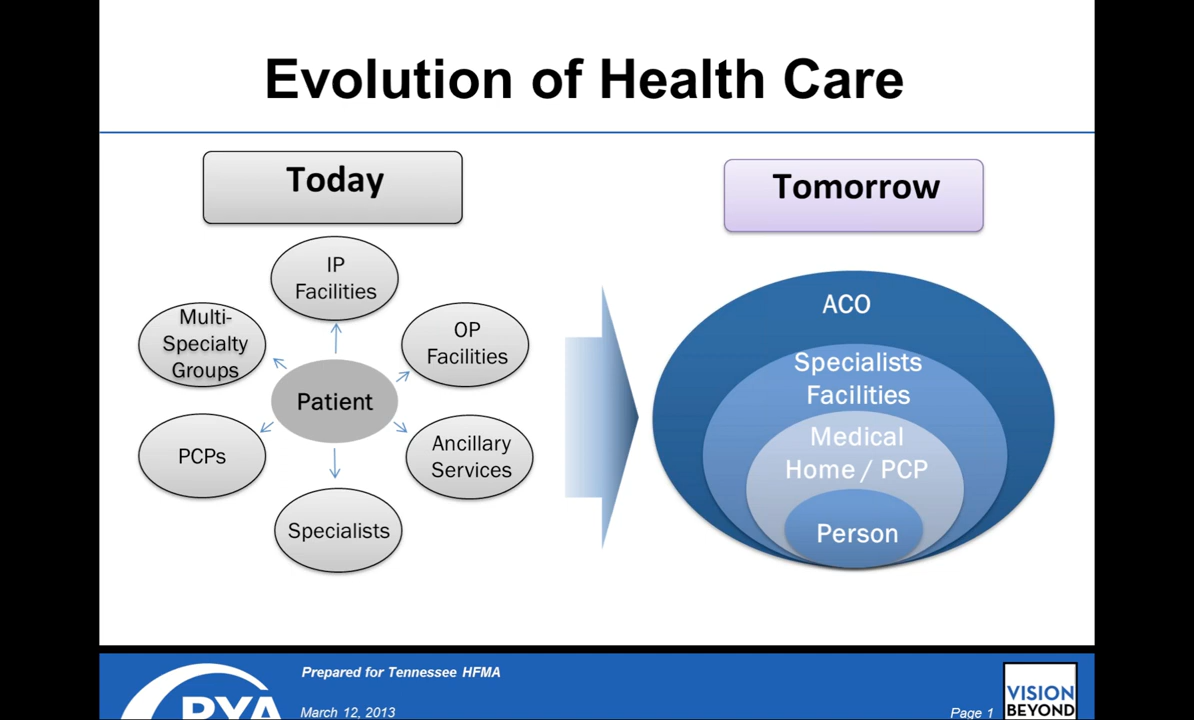 Evolution of Health Care
Today
Tomorrow
IP
Facilities
Multi-
Specialty
Groups
OP
Facilities
Patient
PCPs
Ancillary
Services
Specialists
ACO
Specialists
Facilities
Medical
Home / PCP
Person
Prepared for Tennessee HFMA
March 12, 2013
PYA
Page 1
VISION
BEYOND